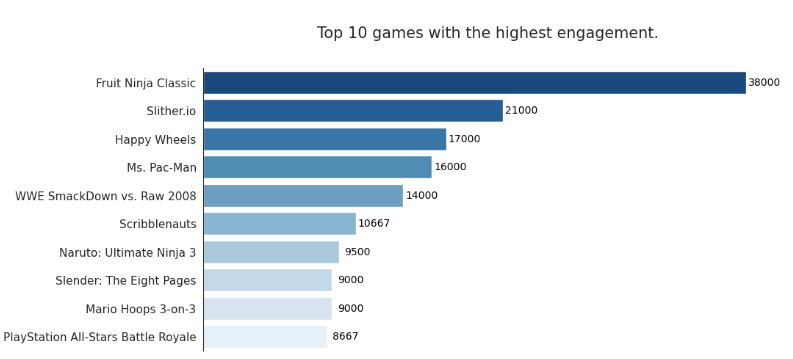 Top 10 games with the highest engagement.
Fruit Ninja Classic 38000
Slither.io 21000
Happy Wheels 17000
Ms. Pac-Man 16000
WWE SmackDown vs. Raw 2008 14000
Scribblenauts 10667
Naruto: Ultimate Ninja 3 9500
Slender: The Eight Pages 9000
Mario Hoops 3-on-3 9000
PlayStation All-Stars Battle Royale 8667